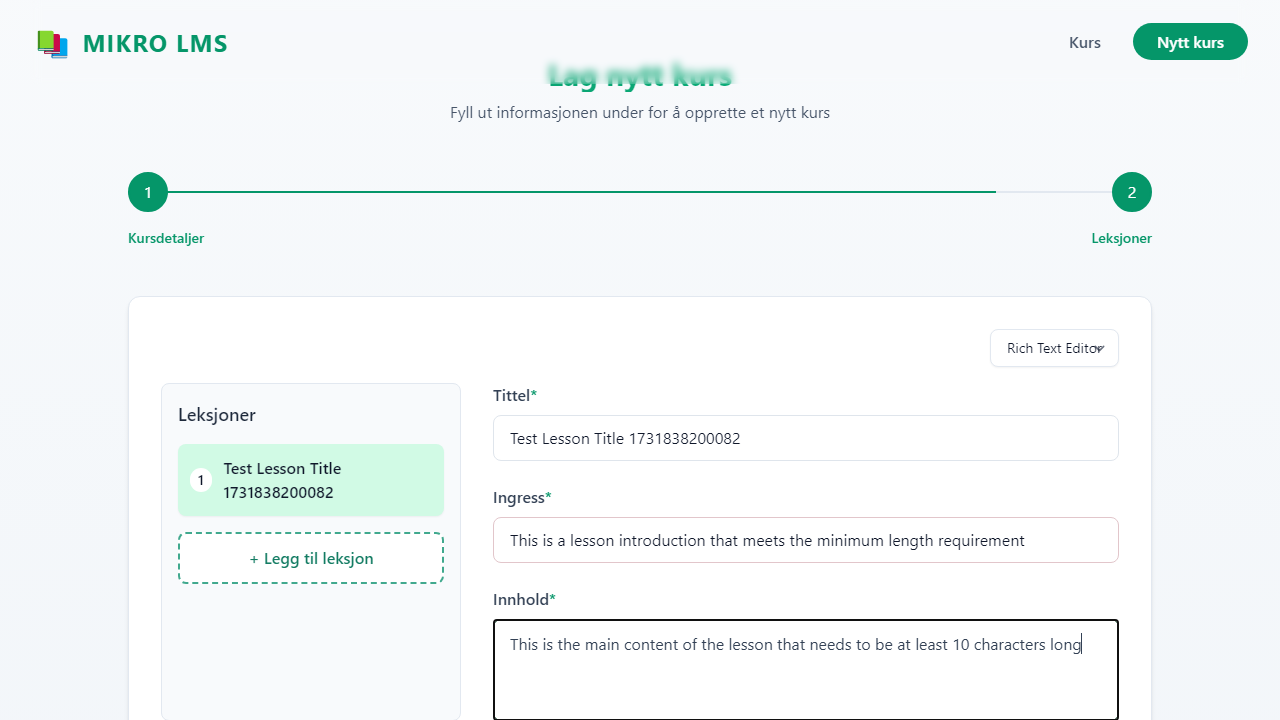 MIKRO LMS
Kurs
Nytt kurs
Lag nytt kurs
Fyll ut informasjonen under for å opprette et nytt kurs
1
2
Kursdetaljer
Leksjoner
Rich Text Editor
Leksjoner
1
Test Lesson Title
1731838200082
+ Legg til leksjon
Tittel*
Test Lesson Title 1731838200082
Ingress*
This is a lesson introduction that meets the minimum length requirement
Innhold*
This is the main content of the lesson that needs to be at least 10 characters long